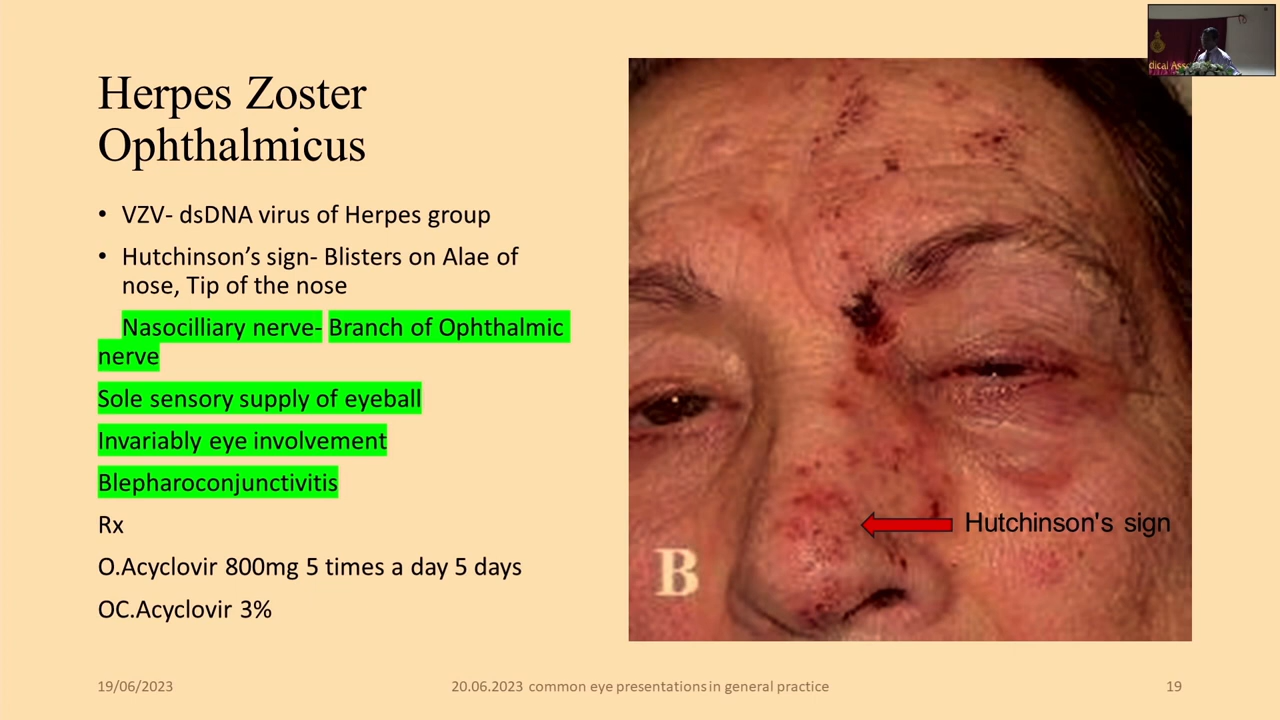 dical Ass
Herpes Zoster
Ophthalmicus
• VZV- dsDNA virus of Herpes group
• Hutchinson’s sign- Blisters on Alae of
nose, Tip of the nose
Nasocilliary nerve- Branch of Ophthalmic
nerve
Sole sensory supply of eyeball
Invariably eye involvement
Blepharoconjunctivitis
Rx
O.Acyclovir 800mg 5 times a day 5 days
OC.Acyclovir 3%
Hutchinson's sign
B
19/06/2023
20.06.2023 common eye presentations in general practice
19